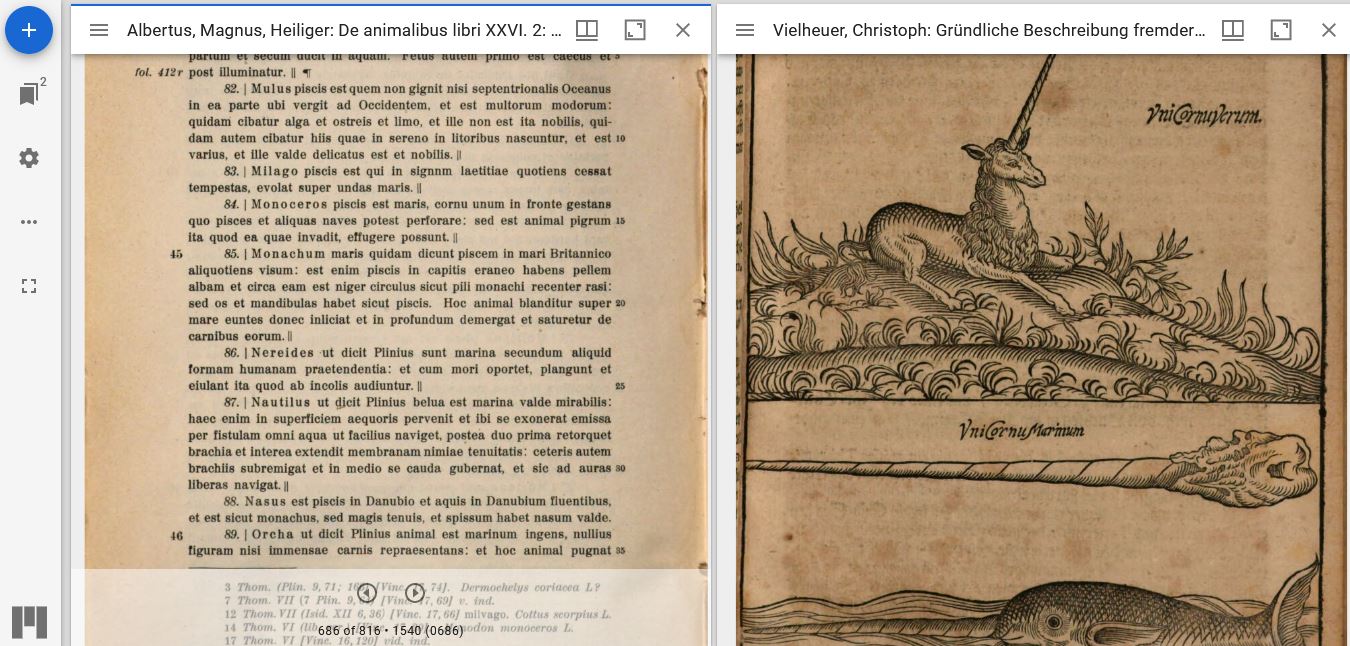 2
Albertus, Magnus, Heiliger: De animalibus libri XXVI. 2: ...
partum et secum ducit in aquam. Fetus autem primo est caecus et 5
fol. 412r post illuminatur. || ¶
82. | Mulus piscis est quem non gignit nisi septentrionalis Oceanus
in ea parte ubi vergit ad Occidentem, et est multorum modorum:
quidam cibatur alga et ostreis et limo, et ille non est ita nobilis, qui-
dam autem cibatur hiis quae in sereno in litoribus nascuntur, et est 10
varius, et ille valde delicatus est et nobilis. ||
83. | Milago piscis est qui in signnm laetitiae quotiens cessat
tempestas, evolat super undas maris. ||
84. | Monoceros piscis est maris, cornu unum in fronte gestans
quo pisces et aliquas naves potest perforare: sed est animal pigrum 15
ita quod ea quae invadit, effugere possunt. ||
45 85. | Monachum maris quidam dicunt piscem in mari Britannico
aliquotiens visum: est enim piscis in capitis craneo habens pellem
albam et circa eam est niger circulus sicut pili monachi recenter rasi:
sed os et mandibulas habet sicut piscis. Hoc animal blanditur super 20
mare euntes donec inliciat et in profundum demergat et saturetur de
carnibus eorum. ||
86. | Nereides ut dicit Plinius sunt marina secundum aliquid
formam humanam praetendentia: et cum mori oportet, plangunt et
eiulant ita quod ab incolis audiuntur. || 25
87. | Nautilus ut dicit Plinius belua est marina valde mirabilis:
haec enim in superficiem aequoris pervenit et ibi se exonerat emissa
per fistulam omni aqua ut facilius naviget, postea duo prima retorquet
brachia et interea extendit membranam nimiae tenuitatis: ceteris autem
brachiis subremigat et in medio se cauda gubernat, et sic ad auras 30
liberas navigat. ||
88. Nasus est piscis in Danubio et aquis in Danubium fluentibus,
et est sicut monachus, sed magis tenuis, et spissum habet nasum valde.
46 89. | Orcha ut dicit Plinius animal est marinum ingens, nullius
figuram nisi immensae carnis repraesentans: et hoc animal pugnat 35
3 Thom. (Plin. 9, 71; [Vinc. 74]. Dermochelys coriacea L?
7 Thom. VII (7 Plin. 9, [Vinc. 17, 69] v. ind.
12 Thom. VII (Isid. XII 6, 36) [Vinc. 17, 66] milvago. Cottus scorpius L.
14 Thom. VI monoceros L.
17 Thom. VI [Vinc. 16, 120] vid. ind.
686 of 816 • 1540 (0686)
Vielheuer, Christoph: Gründliche Beschreibung fremder...
VniCornuVerum.
VniCornuMarinum